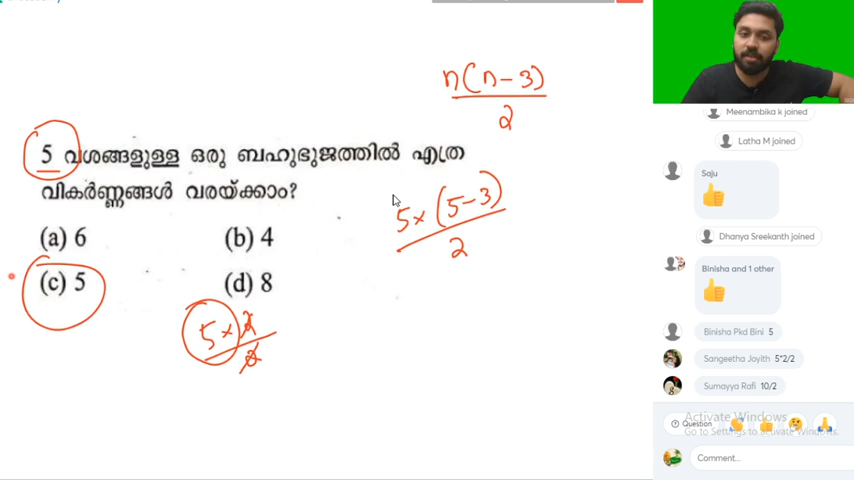 n(n-3)
2
5 വശങ്ങളുള്ള ഒരു ബഹുഭുജത്തിൽ എത്ര
വികർണ്ണങ്ങൾ വരയ്ക്കാം?
5×(5-3)
2
(a) 6 (b) 4
(c) 5 (d) 8
5×2
2
Meenambika k joined
Latha M joined
Saju
Dhanya Sreekanth joined
Binisha and 1 other
Binisha Pkd Bini 5
Sangeetha Joyith 5*2/2
Sumayya Rafi 10/2
Activate Windows
Question
Go to Settings to activate Windows.
Comment...